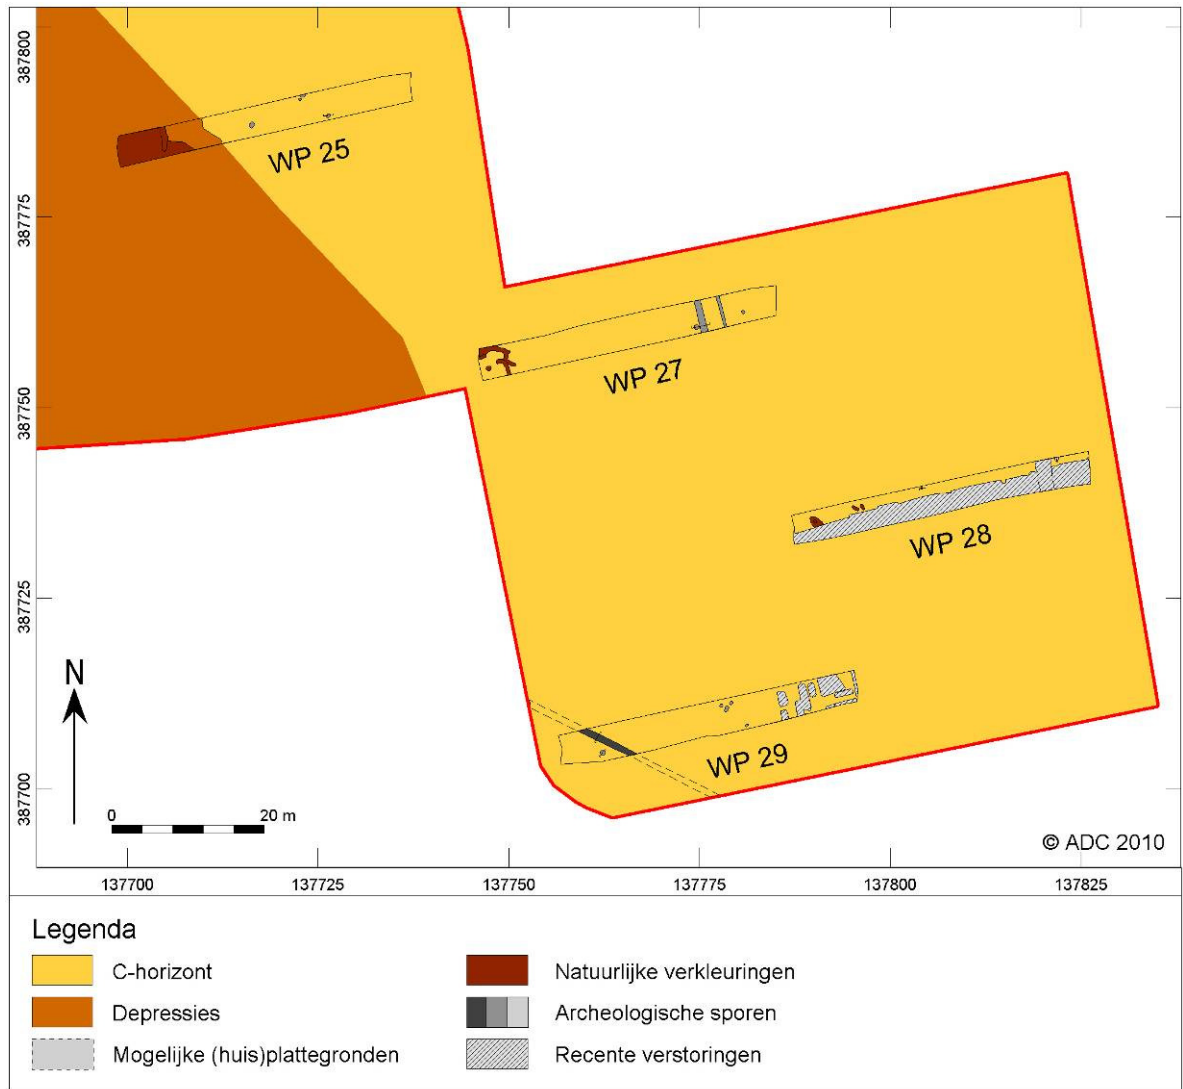 387800
387775
387750
387725
387700
WP 25
WP 27
WP 28
WP 29
N
0 20 m
© ADC 2010
137700 137725 137750 137775 137800 137825
Legenda
C-horizont
Depressies
Mogelijke (huis)plattegronden
Natuurlijke verkleuringen
Archeologische sporen
Recente verstoringen